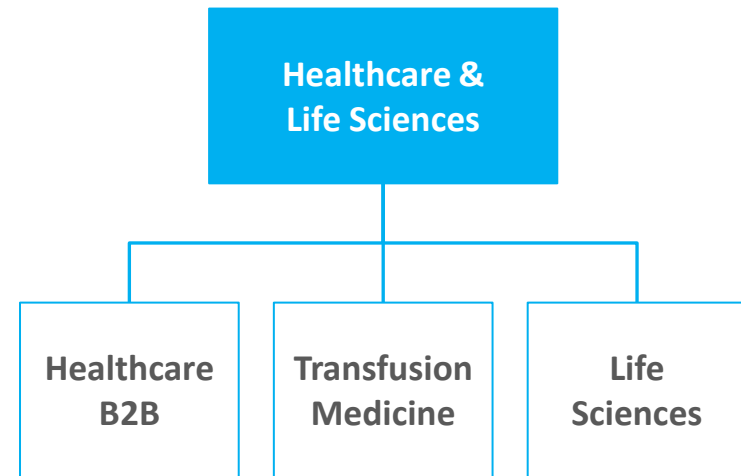 Healthcare &
Life Sciences
Healthcare
B2B
Transfusion
Medicine
Life
Sciences